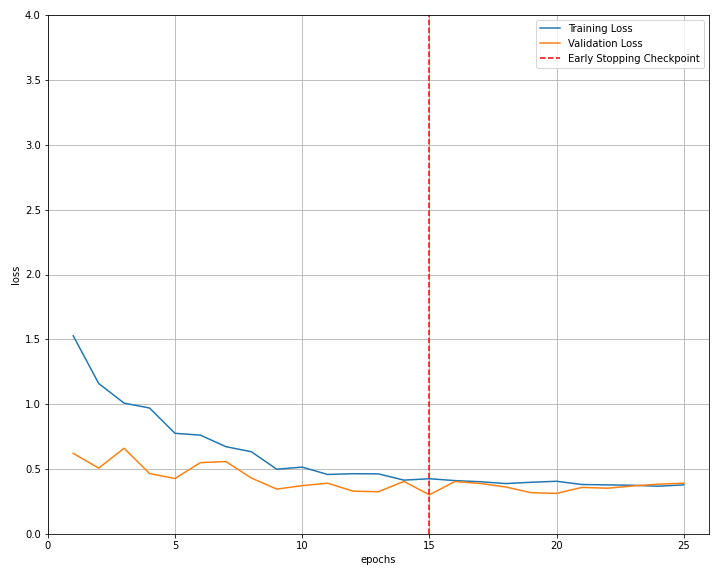 4.0
3.5
3.0
2.5
2.0
1.5
1.0
0.5
0.0
loss
0 5 10 15 20 25
epochs
Training Loss
Validation Loss
Early Stopping Checkpoint